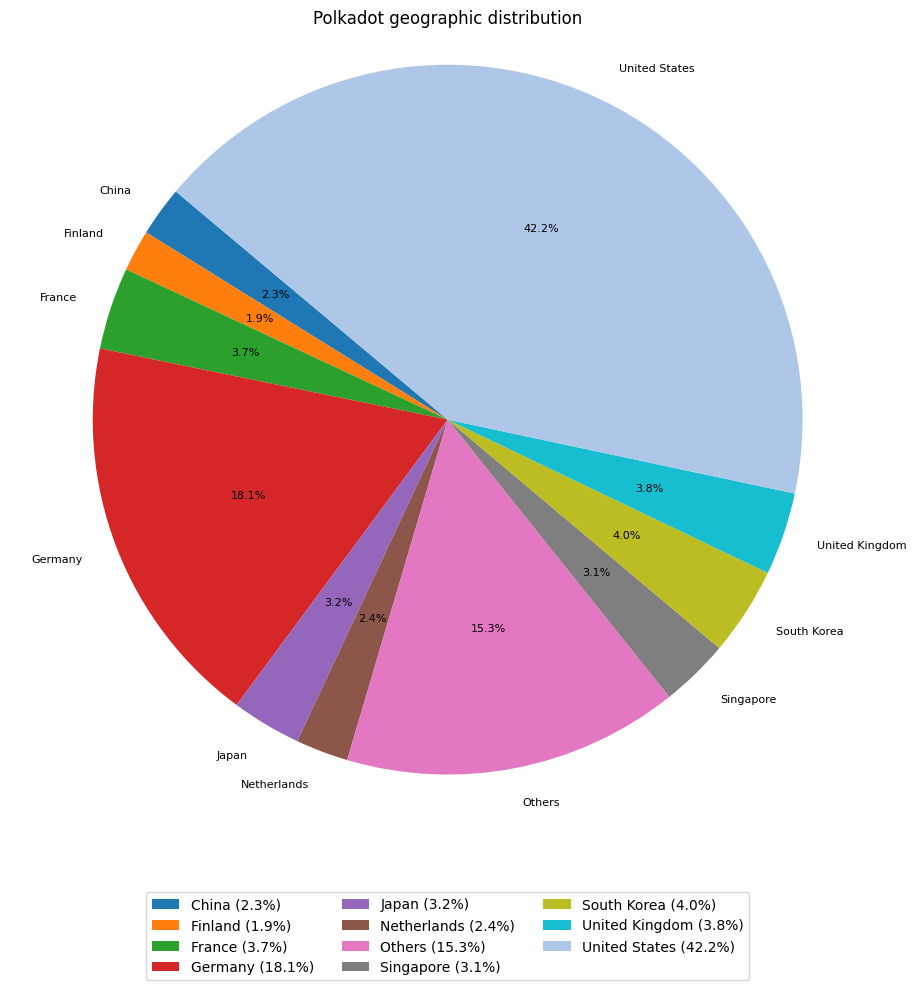 Polkadot geographic distribution
United States
42.2%
China
2.3%
Finland
1.9%
France
3.7%
Germany
18.1%
Japan
3.2%
Netherlands
2.4%
Others
15.3%
Singapore
3.1%
South Korea
4.0%
United Kingdom
3.8%
China (2.3%)
Finland (1.9%)
France (3.7%)
Germany (18.1%)
Japan (3.2%)
Netherlands (2.4%)
Others (15.3%)
Singapore (3.1%)
South Korea (4.0%)
United Kingdom (3.8%)
United States (42.2%)